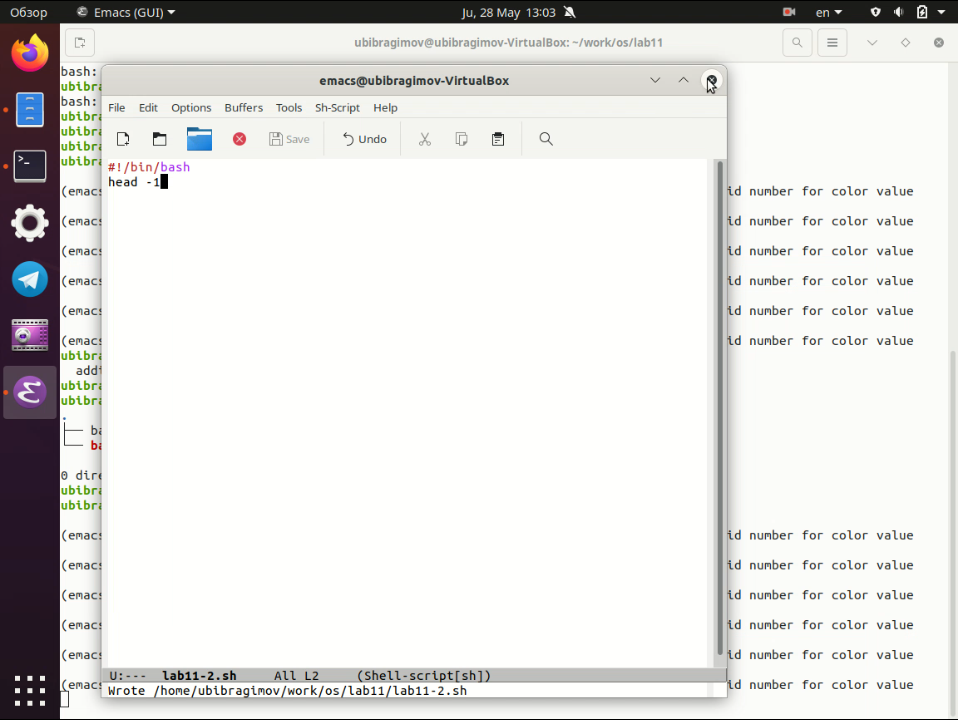 Обзор
Emacs (GUI)
Ju, 28 May 13:03
en
ubibragimov@ubibragimov-VirtualBox: ~/work/os/lab11
emacs@ubibragimov-VirtualBox
File Edit Options Buffers Tools Sh-Script Help
Save Undo
#!/bin/bash
head -1
bash:
ubibra
bash:
ubibra
ubibra
ubibra
ubibra
(emacs id number for color value
(emacs id number for color value
(emacs id number for color value
(emacs id number for color value
(emacs id number for color value
(emacs id number for color value
ubibra
addi
ubibra
ubibra
.
ba
ba
0 dire
ubibra
ubibra
(emacs id number for color value
(emacs id number for color value
(emacs id number for color value
(emacs id number for color value
(emacs id number for color value
(emacs id number for color value
U:--- lab11-2.sh All L2 (Shell-script[sh])
Wrote /home/ubibragimov/work/os/lab11/lab11-2.sh